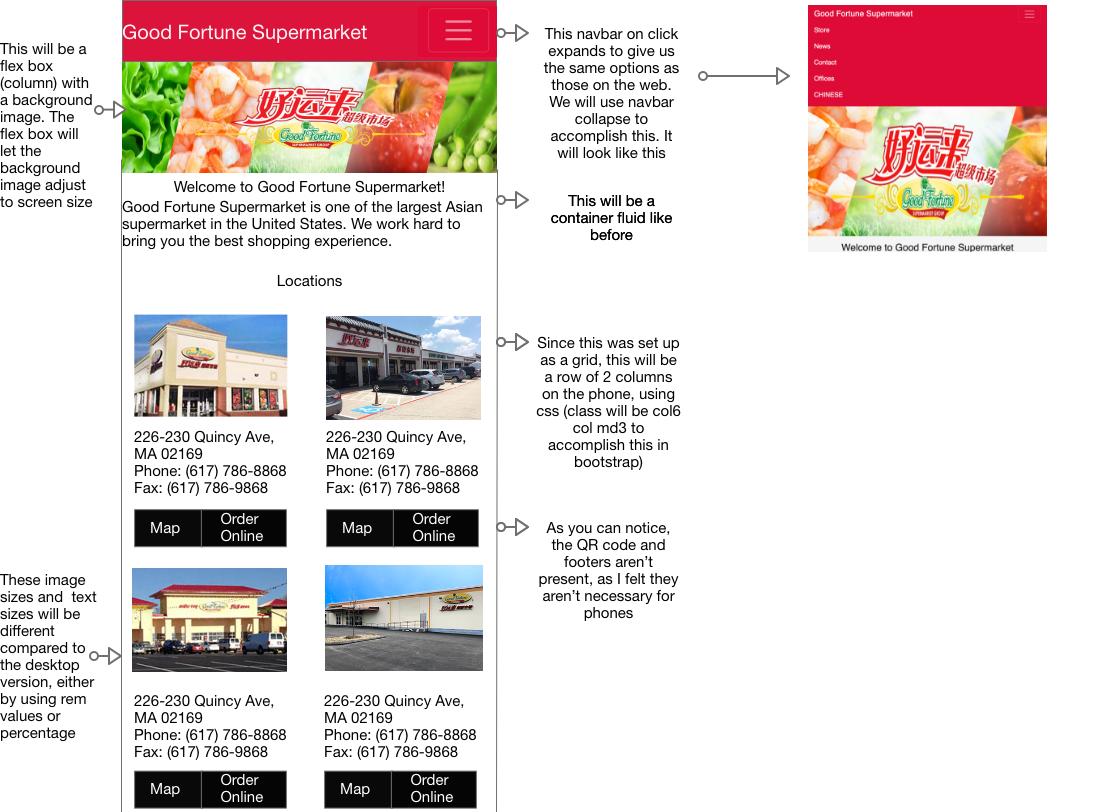 Good Fortune Supermarket
This will be a
flex box
(column) with
a background
image. The
flex box will
let the
background
image adjust
to screen size
好运来
超级市场
Good Fortune
SUPERMARKET GROUP
Welcome to Good Fortune Supermarket!
Good Fortune Supermarket is one of the largest Asian
supermarket in the United States. We work hard to
bring you the best shopping experience.
Locations
226-230 Quincy Ave,
MA 02169
Phone: (617) 786-8868
Fax: (617) 786-9868
Map
Order
Online
226-230 Quincy Ave,
MA 02169
Phone: (617) 786-8868
Fax: (617) 786-9868
Map
Order
Online
These image
sizes and  text
sizes will be
different
compared to
the desktop
version, either
by using rem
values or
percentage
226-230 Quincy Ave,
MA 02169
Phone: (617) 786-8868
Fax: (617) 786-9868
Map
Order
Online
226-230 Quincy Ave,
MA 02169
Phone: (617) 786-8868
Fax: (617) 786-9868
Map
Order
Online
This navbar on click
expands to give us
the same options as
those on the web.
We will use navbar
collapse to
accomplish this. It
will look like this
This will be a
container fluid like
before
Since this was set up
as a grid, this will be
a row of 2 columns
on the phone, using
css (class will be col6
col md3 to
accomplish this in
bootstrap)
As you can notice,
the QR code and
footers aren’t
present, as I felt they
aren’t necessary for
phones
Good Fortune Supermarket
Store
News
Contact
Offices
CHINESE
好运来
超级市场
Good Fortune
SUPERMARKET GROUP
Welcome to Good Fortune Supermarket